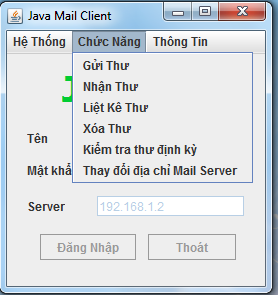 Java Mail Client
Hệ Thống Chức Năng Thông Tin
Gửi Thư
Nhận Thư
Liệt Kê Thư
Xóa Thư
Kiểm tra thư định kỳ
Thay đổi địa chỉ Mail Server
Tên
Mật khẩ
Server 192.168.1.2
Đăng Nhập Thoát